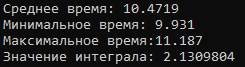 Среднее время: 10.4719
Минимальное время: 9.931
Максимальное время:11.187
Значение интеграла: 2.1309804